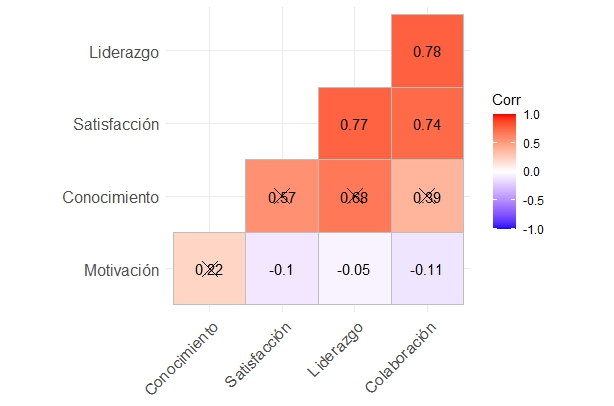 Liderazgo
0.78
Satisfacción
0.77
0.74
Conocimiento
0.57
0.68
0.39
Motivación
0.22
-0.1
-0.05
-0.11
Conocimiento
Satisfacción
Liderazgo
Colaboración
Corr
1.0
0.5
0.0
-0.5
-1.0